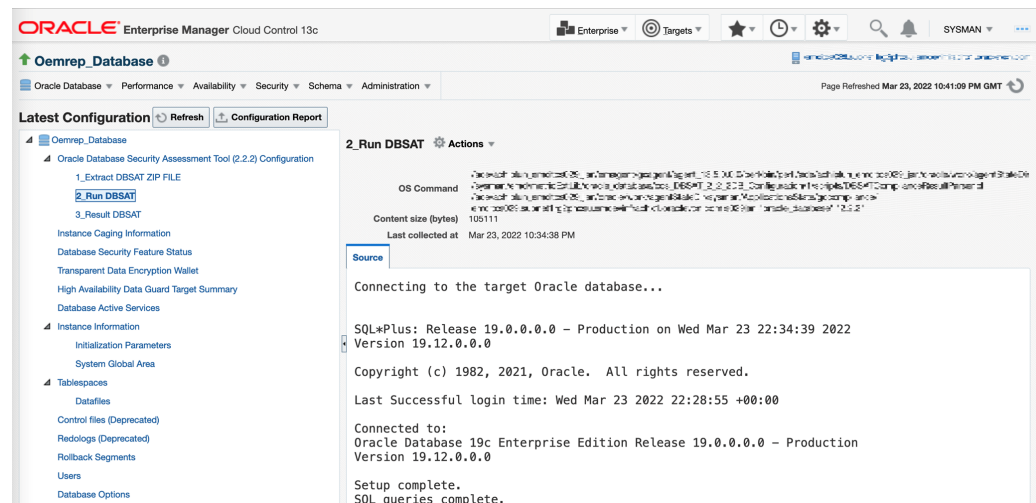 ORACLE® Enterprise Manager Cloud Control 13c
Enterprise
Targets
SYSMAN
Oemrep_Database
Oracle Database Performance Availability Security Schema Administration
Page Refreshed Mar 23, 2022 10:41:09 PM GMT
Latest Configuration Refresh Configuration Report
Oemrep_Database
Oracle Database Security Assessment Tool (2.2.2) Configuration
1_Extract DBSAT ZIP FILE
2_Run DBSAT
3_Result DBSAT
Instance Caging Information
Database Security Feature Status
Transparent Data Encryption Wallet
High Availability Data Guard Target Summary
Database Active Services
Instance Information
Initialization Parameters
System Global Area
Tablespaces
Datafiles
Control files (Deprecated)
Redologs (Deprecated)
Rollback Segments
Users
Database Options
2_Run DBSAT Actions
OS Command
Content size (bytes) 105111
Last collected at Mar 23, 2022 10:34:38 PM
Source
Connecting to the target Oracle database...
SQL*Plus: Release 19.0.0.0.0 – Production on Wed Mar 23 22:34:39 2022
Version 19.12.0.0.0
Copyright (c) 1982, 2021, Oracle. All rights reserved.
Last Successful login time: Wed Mar 23 2022 22:28:55 +00:00
Connected to:
Oracle Database 19c Enterprise Edition Release 19.0.0.0.0 – Production
Version 19.12.0.0.0
Setup complete.
SQL queries complete.